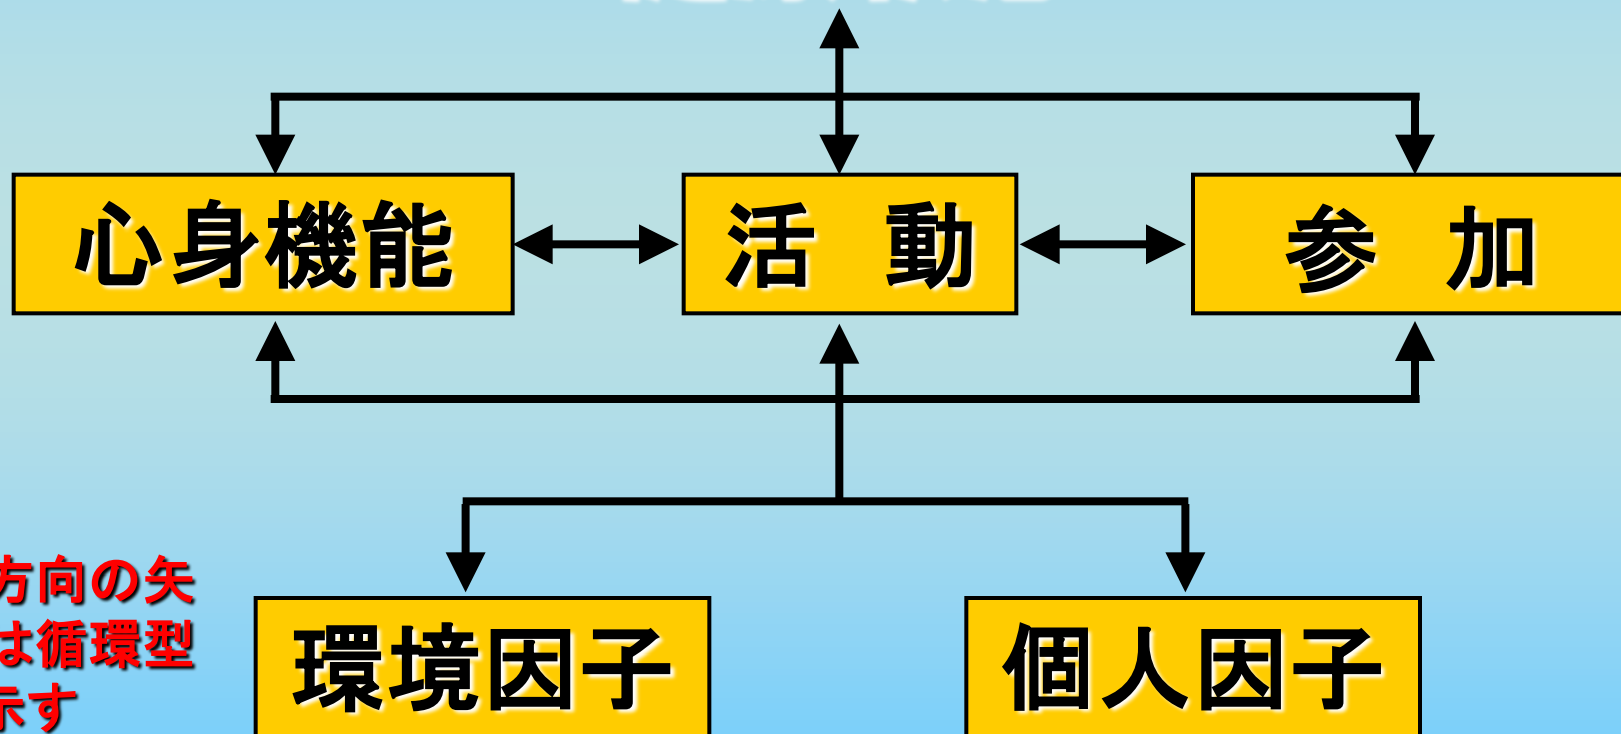 心身機能
活 動
参 加
方向の矢
は循環型
示す
環境因子
個人因子